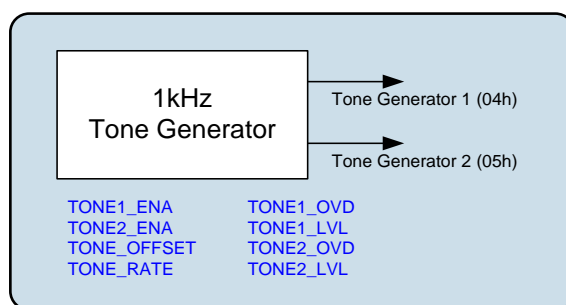 1kHz
Tone Generator
Tone Generator 1 (04h)
Tone Generator 2 (05h)
TONE1_ENA TONE1_OVD
TONE2_ENA TONE1_LVL
TONE_OFFSET TONE2_OVD
TONE_RATE TONE2_LVL